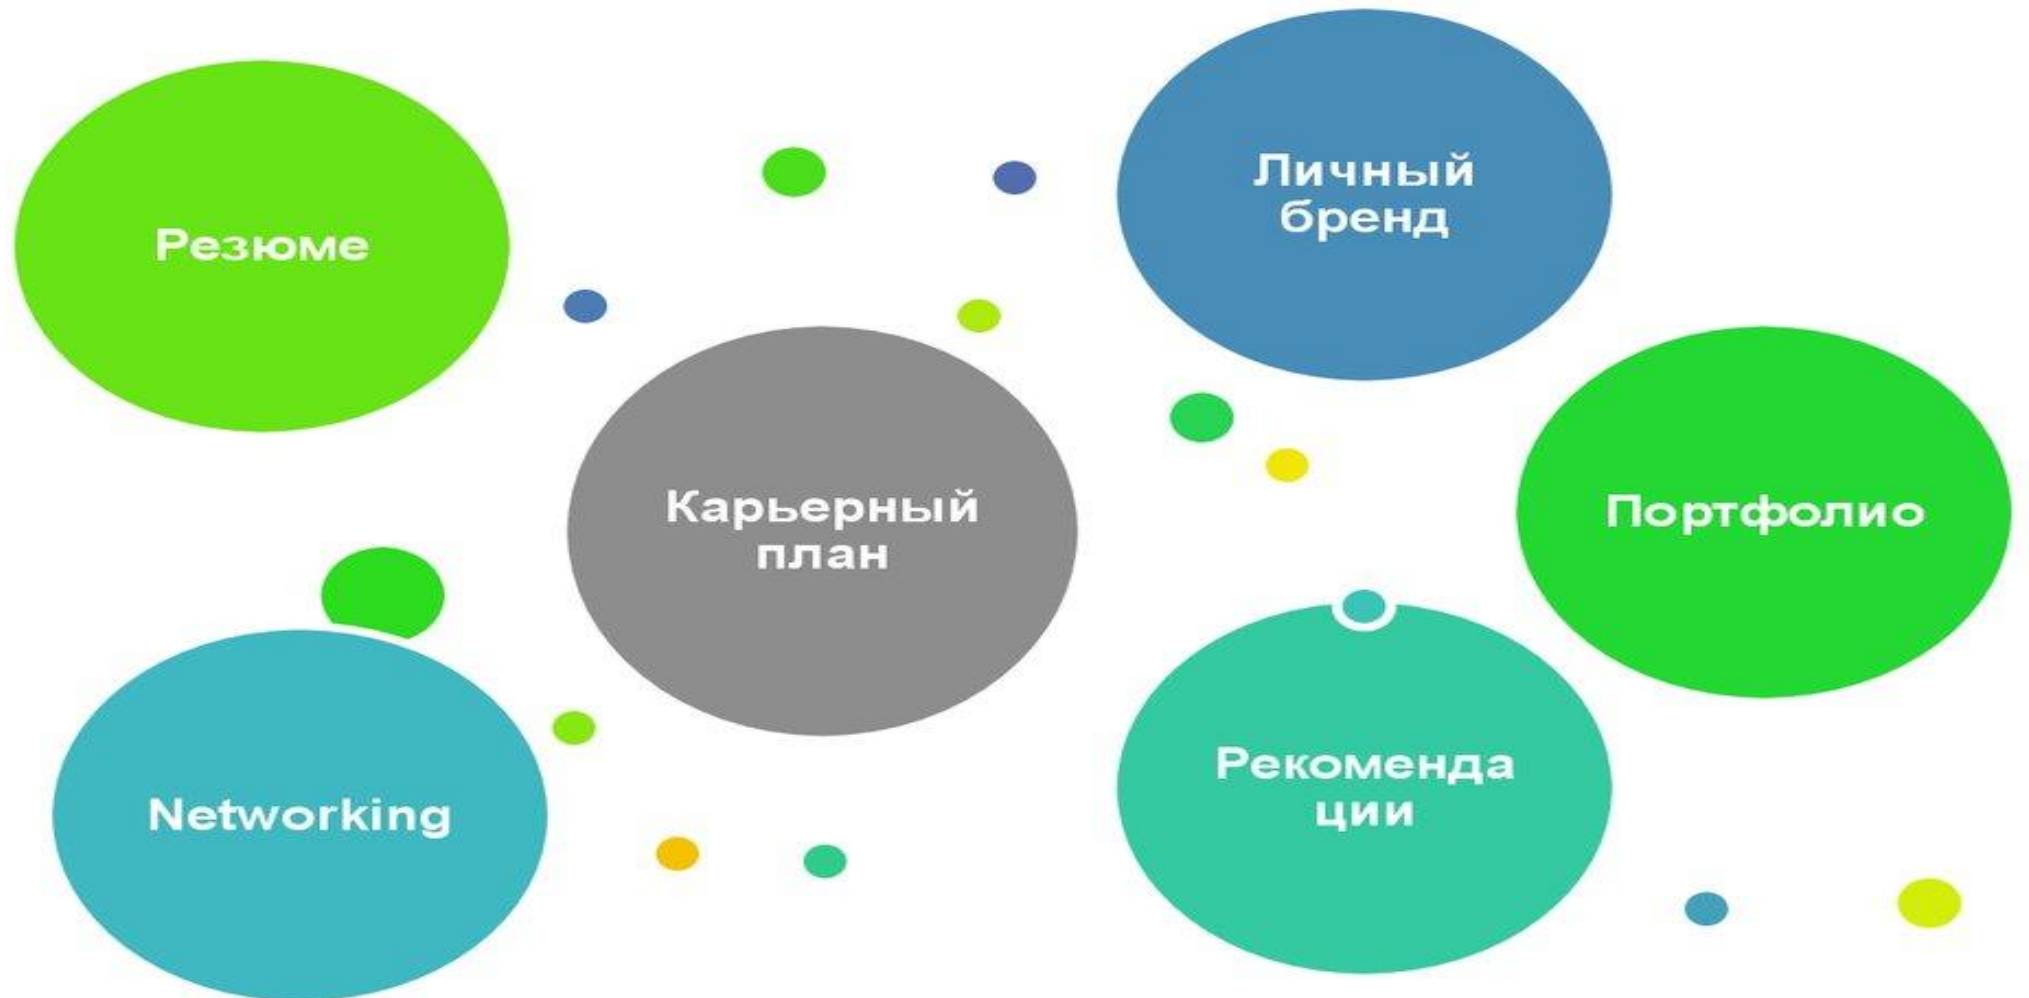 Резюме
Личный
бренд
Карьерный
план
Портфолио
Networking
Рекоменда
ции